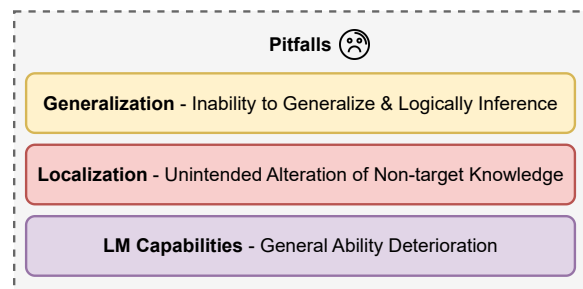 Pitfalls
Generalization - Inability to Generalize & Logically Inference
Localization - Unintended Alteration of Non-target Knowledge
LM Capabilities - General Ability Deterioration